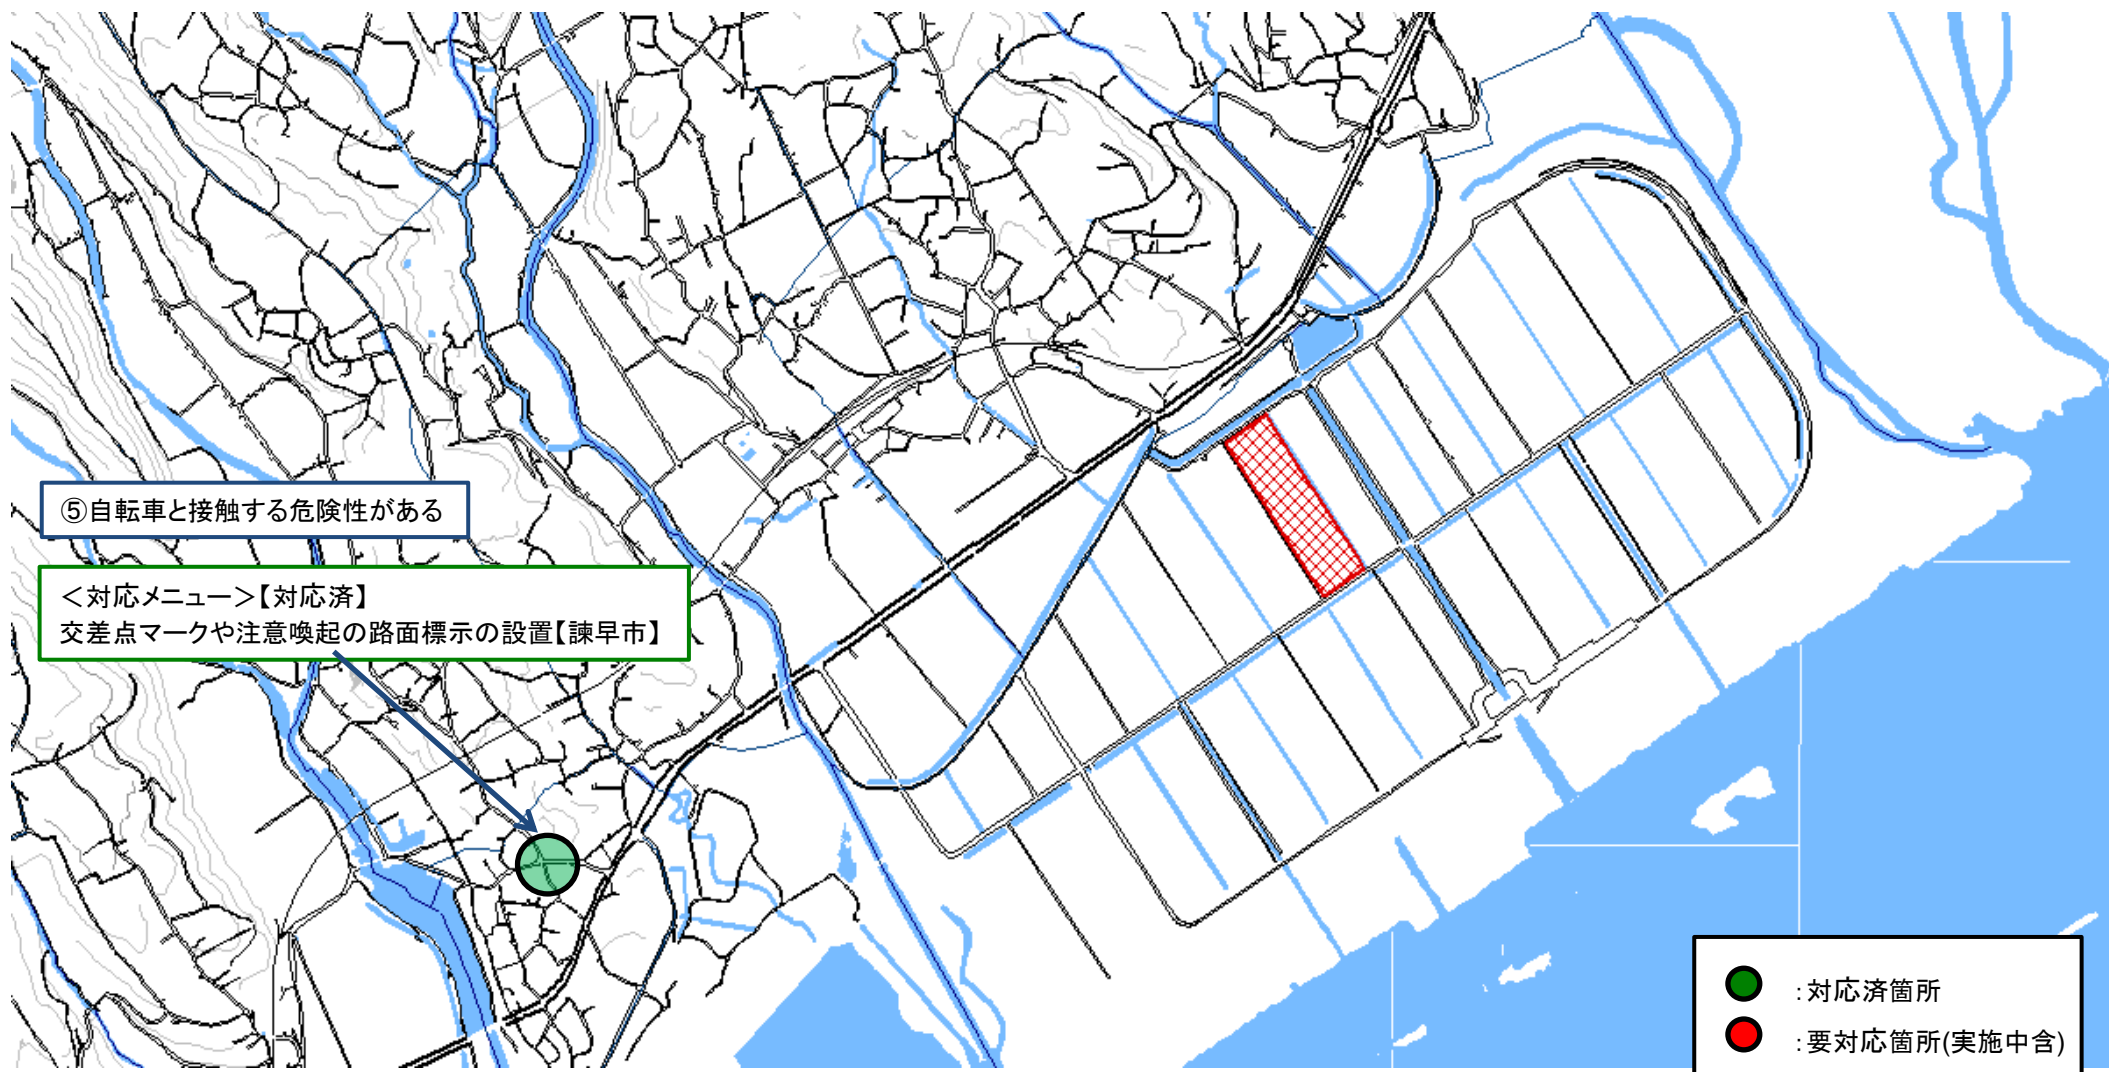 ⑤自転車と接触する危険性がある
＜対応メニュー＞【対応済】
交差点マークや注意喚起の路面標示の設置【諫早市】
：対応済箇所
：要対応箇所(実施中含)